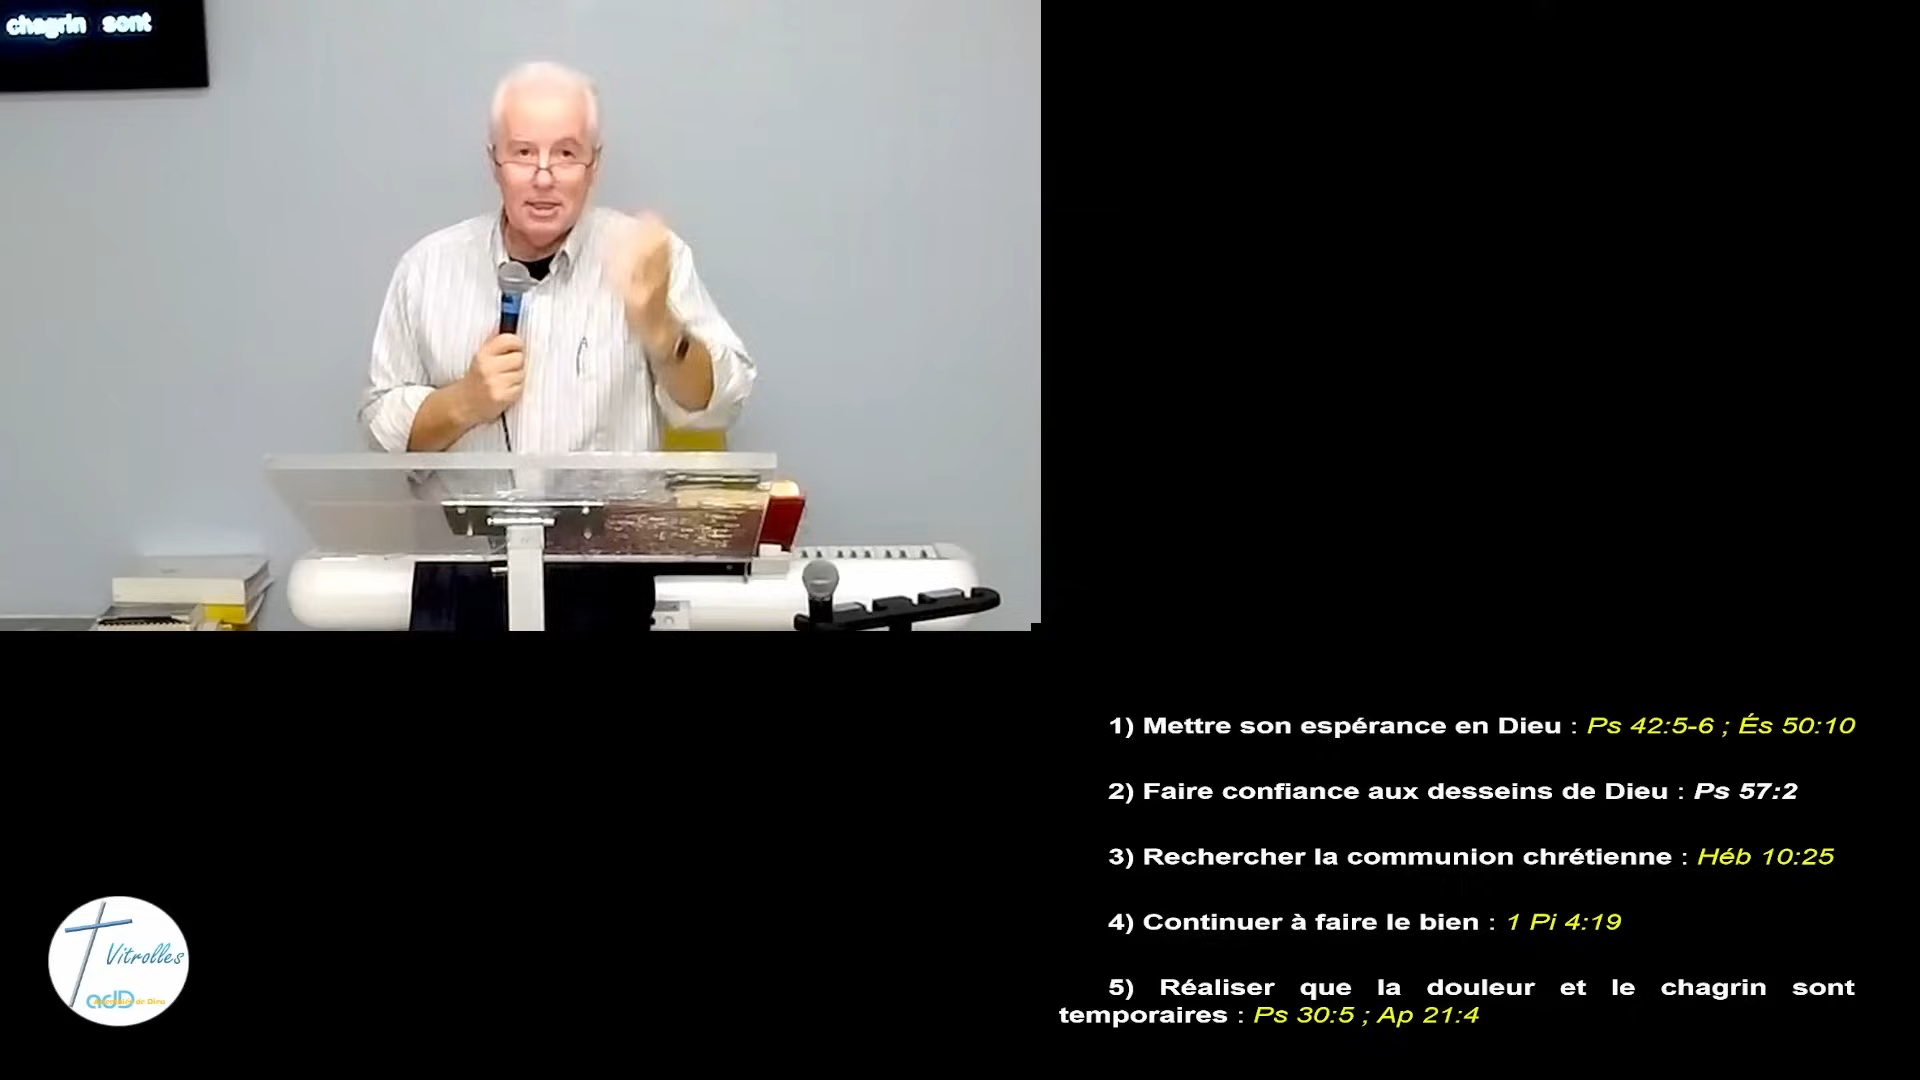 chagrin sont
1) Mettre son espérance en Dieu : Ps 42:5-6 ; És 50:10
2) Faire confiance aux desseins de Dieu : Ps 57:2
3) Rechercher la communion chrétienne : Héb 10:25
4) Continuer à faire le bien : 1 Pi 4:19
5) Réaliser que la douleur et le chagrin sont
temporaires : Ps 30:5 ; Ap 21:4
Vitrolles
adD
de Dieu